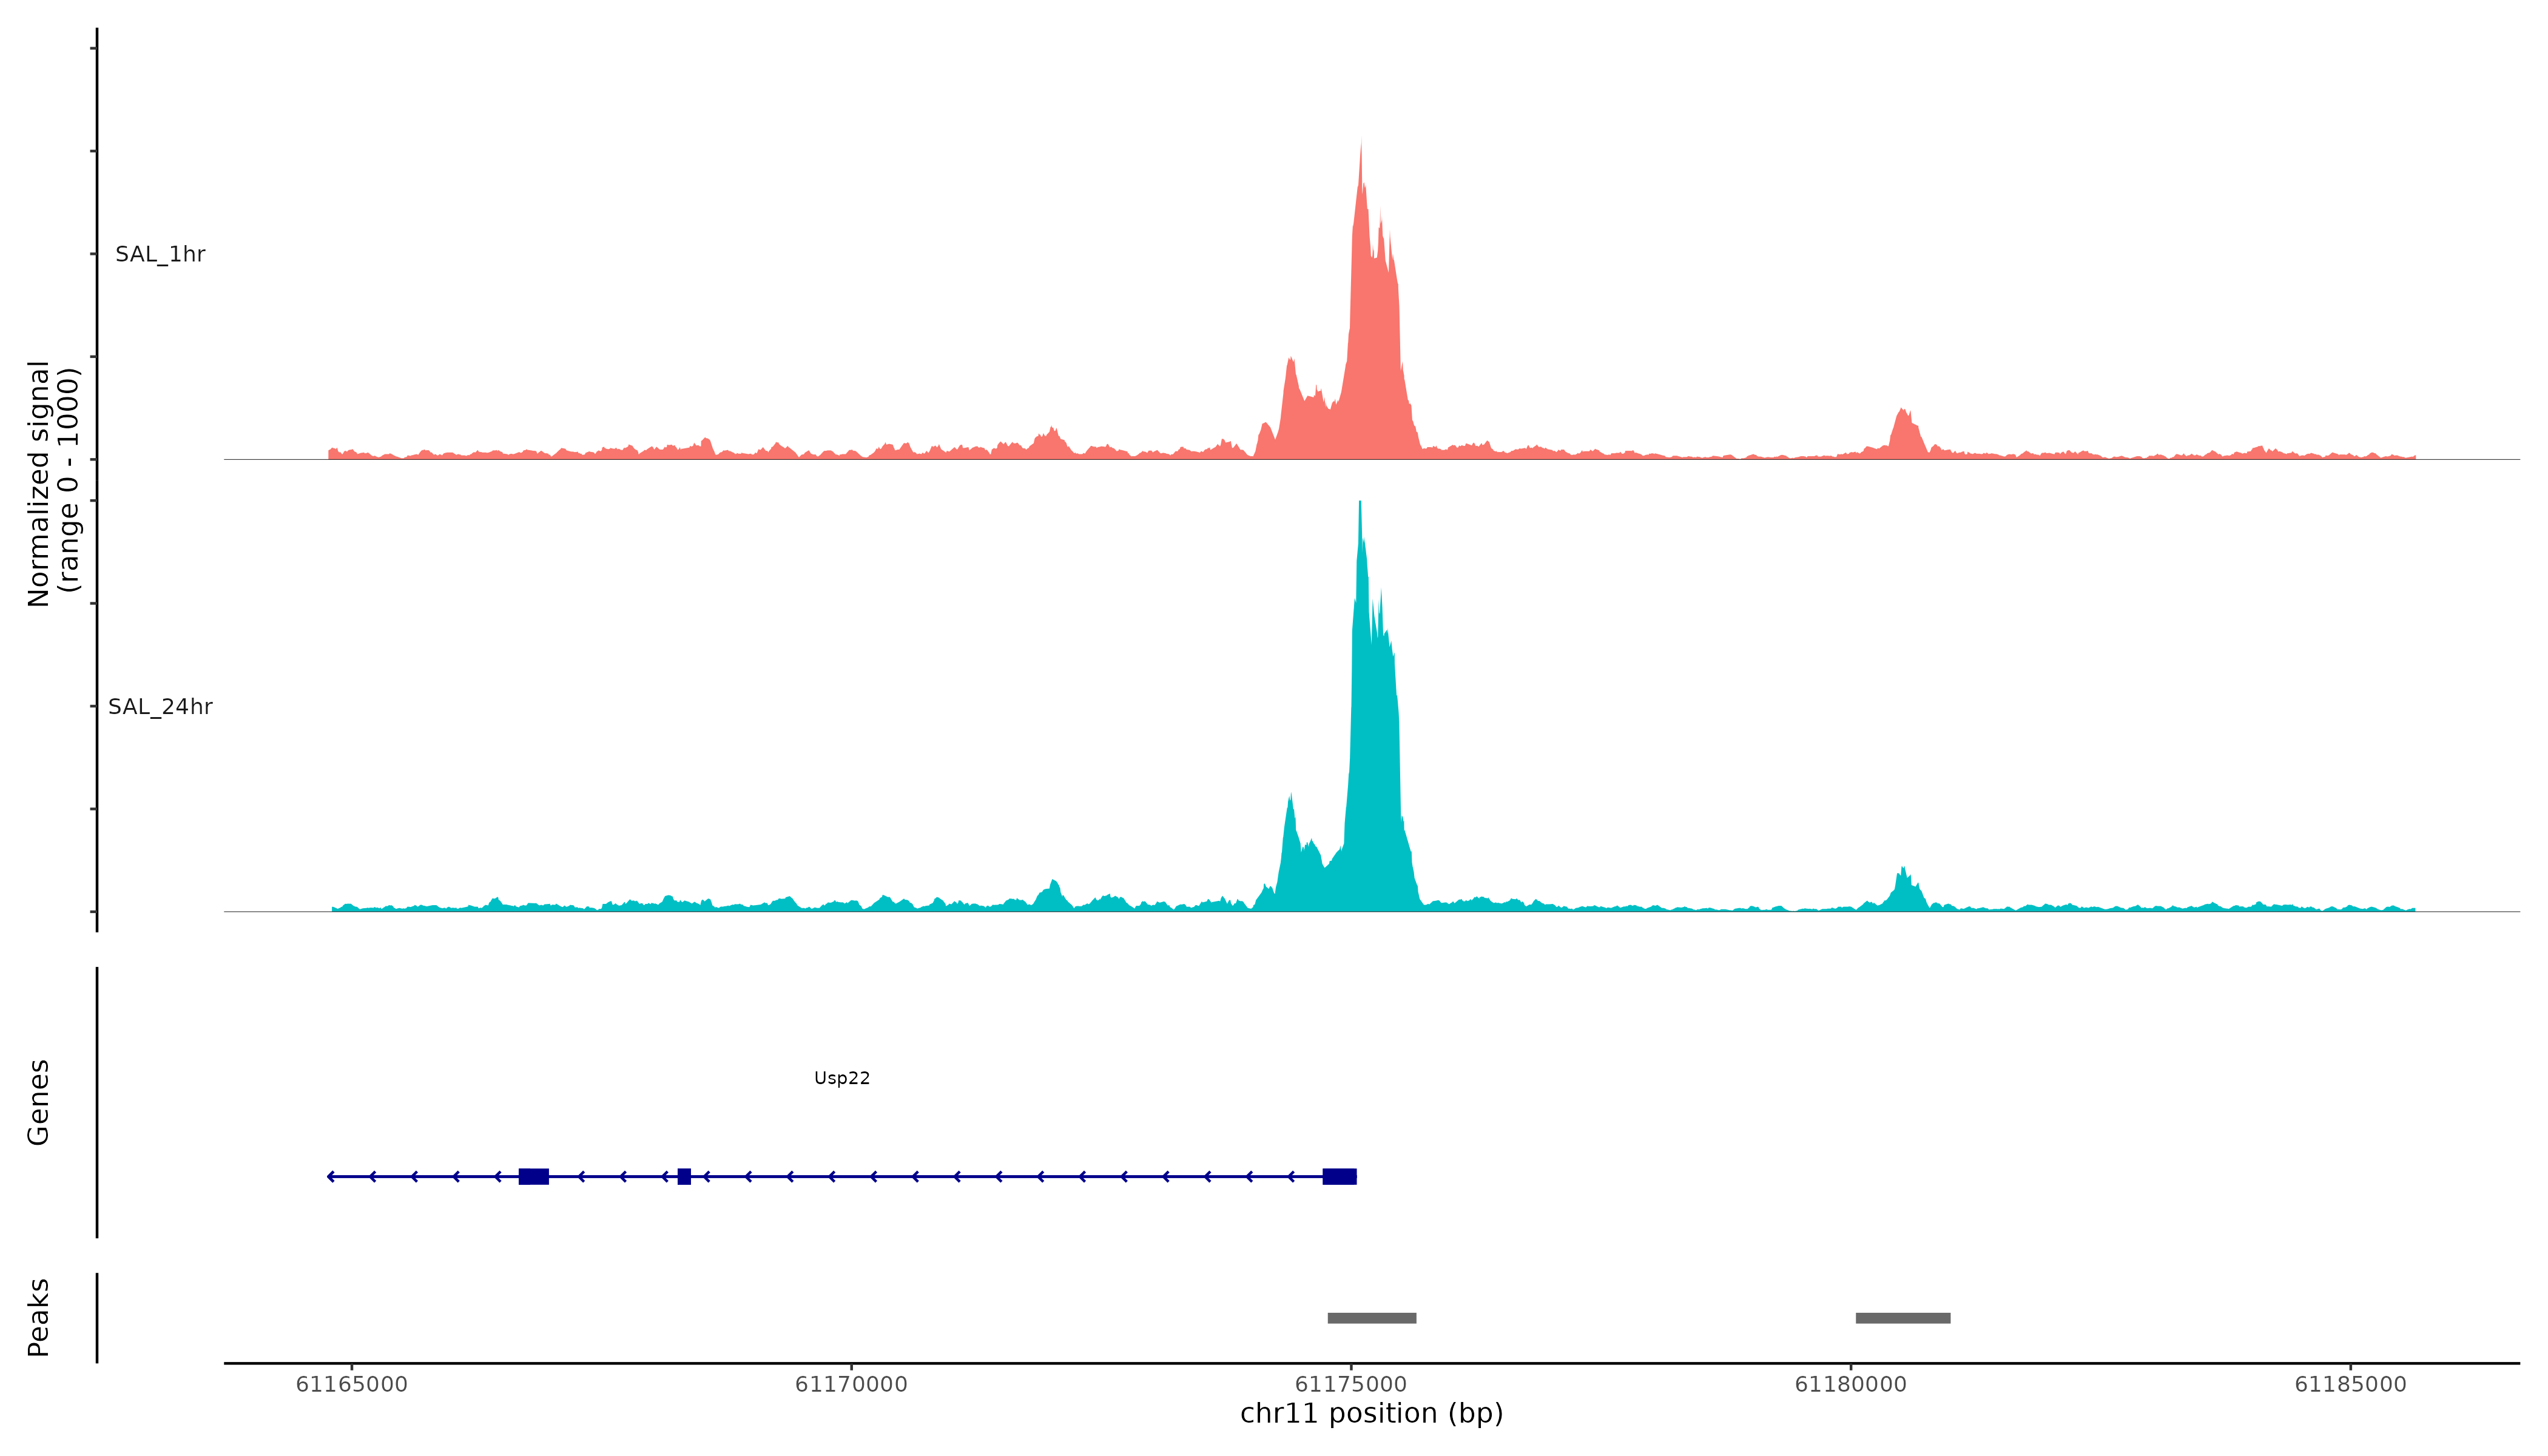 Normalized signal
(range 0 - 1000)
SAL_1hr
SAL_24hr
Genes
Usp22
Peaks
61165000 61170000 61175000 61180000 61185000
chr11 position (bp)